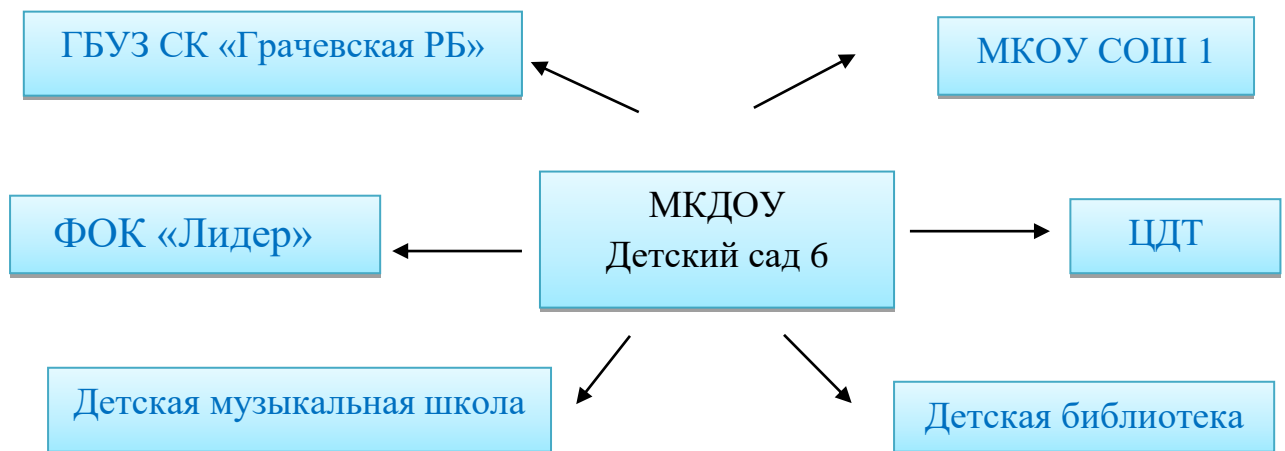 ГБУЗ СК «Грачевская РБ»
МКОУ СОШ 1
МКДОУ
Детский сад 6
ФОК «Лидер»
ЦДТ
Детская музыкальная школа
Детская библиотека